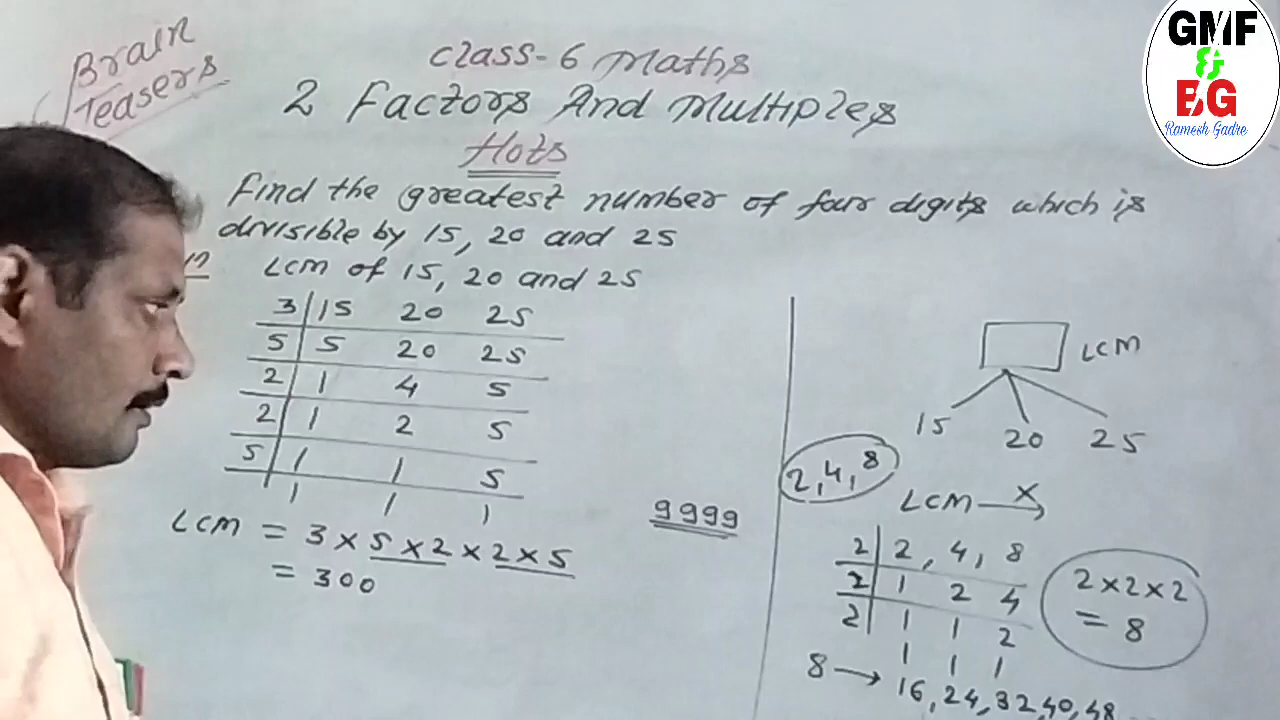 Brain
Teasers
Class-6 Maths
2 Factors And Multiples
Hots
Find the greatest number of four digits which is
divisible by 15, 20 and 25
LCM of 15, 20 and 25
3 15 20 25
5 5 20 25
2 1 4 5
2 1 2 5
5 1 1 5
1 1 1
LCM = 3 × 5 × 2 × 2 × 5
= 300
9999
LCM
15 20 25
2, 4, 8
LCM ⟶ ×
2 2, 4, 8
2 1 2 4
2 1 1 2
1 1 1
2 × 2 × 2
= 8
8 → 16, 24, 32, 40, 48
GMF
&
BG
Ramesh Gadre